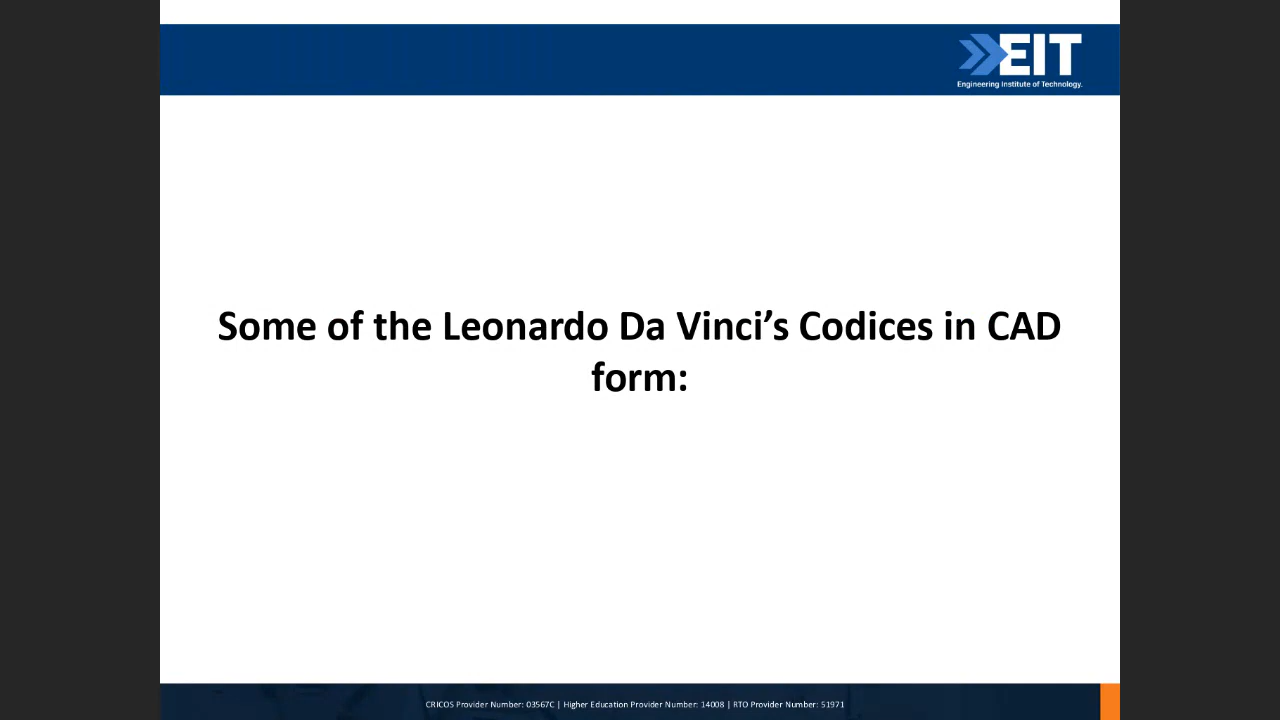 EIT
Engineering Institute of Technology.
Some of the Leonardo Da Vinci’s Codices in CAD
form:
CRICOS Provider Number: 03567C | Higher Education Provider Number: 14008 | RTO Provider Number: 51971